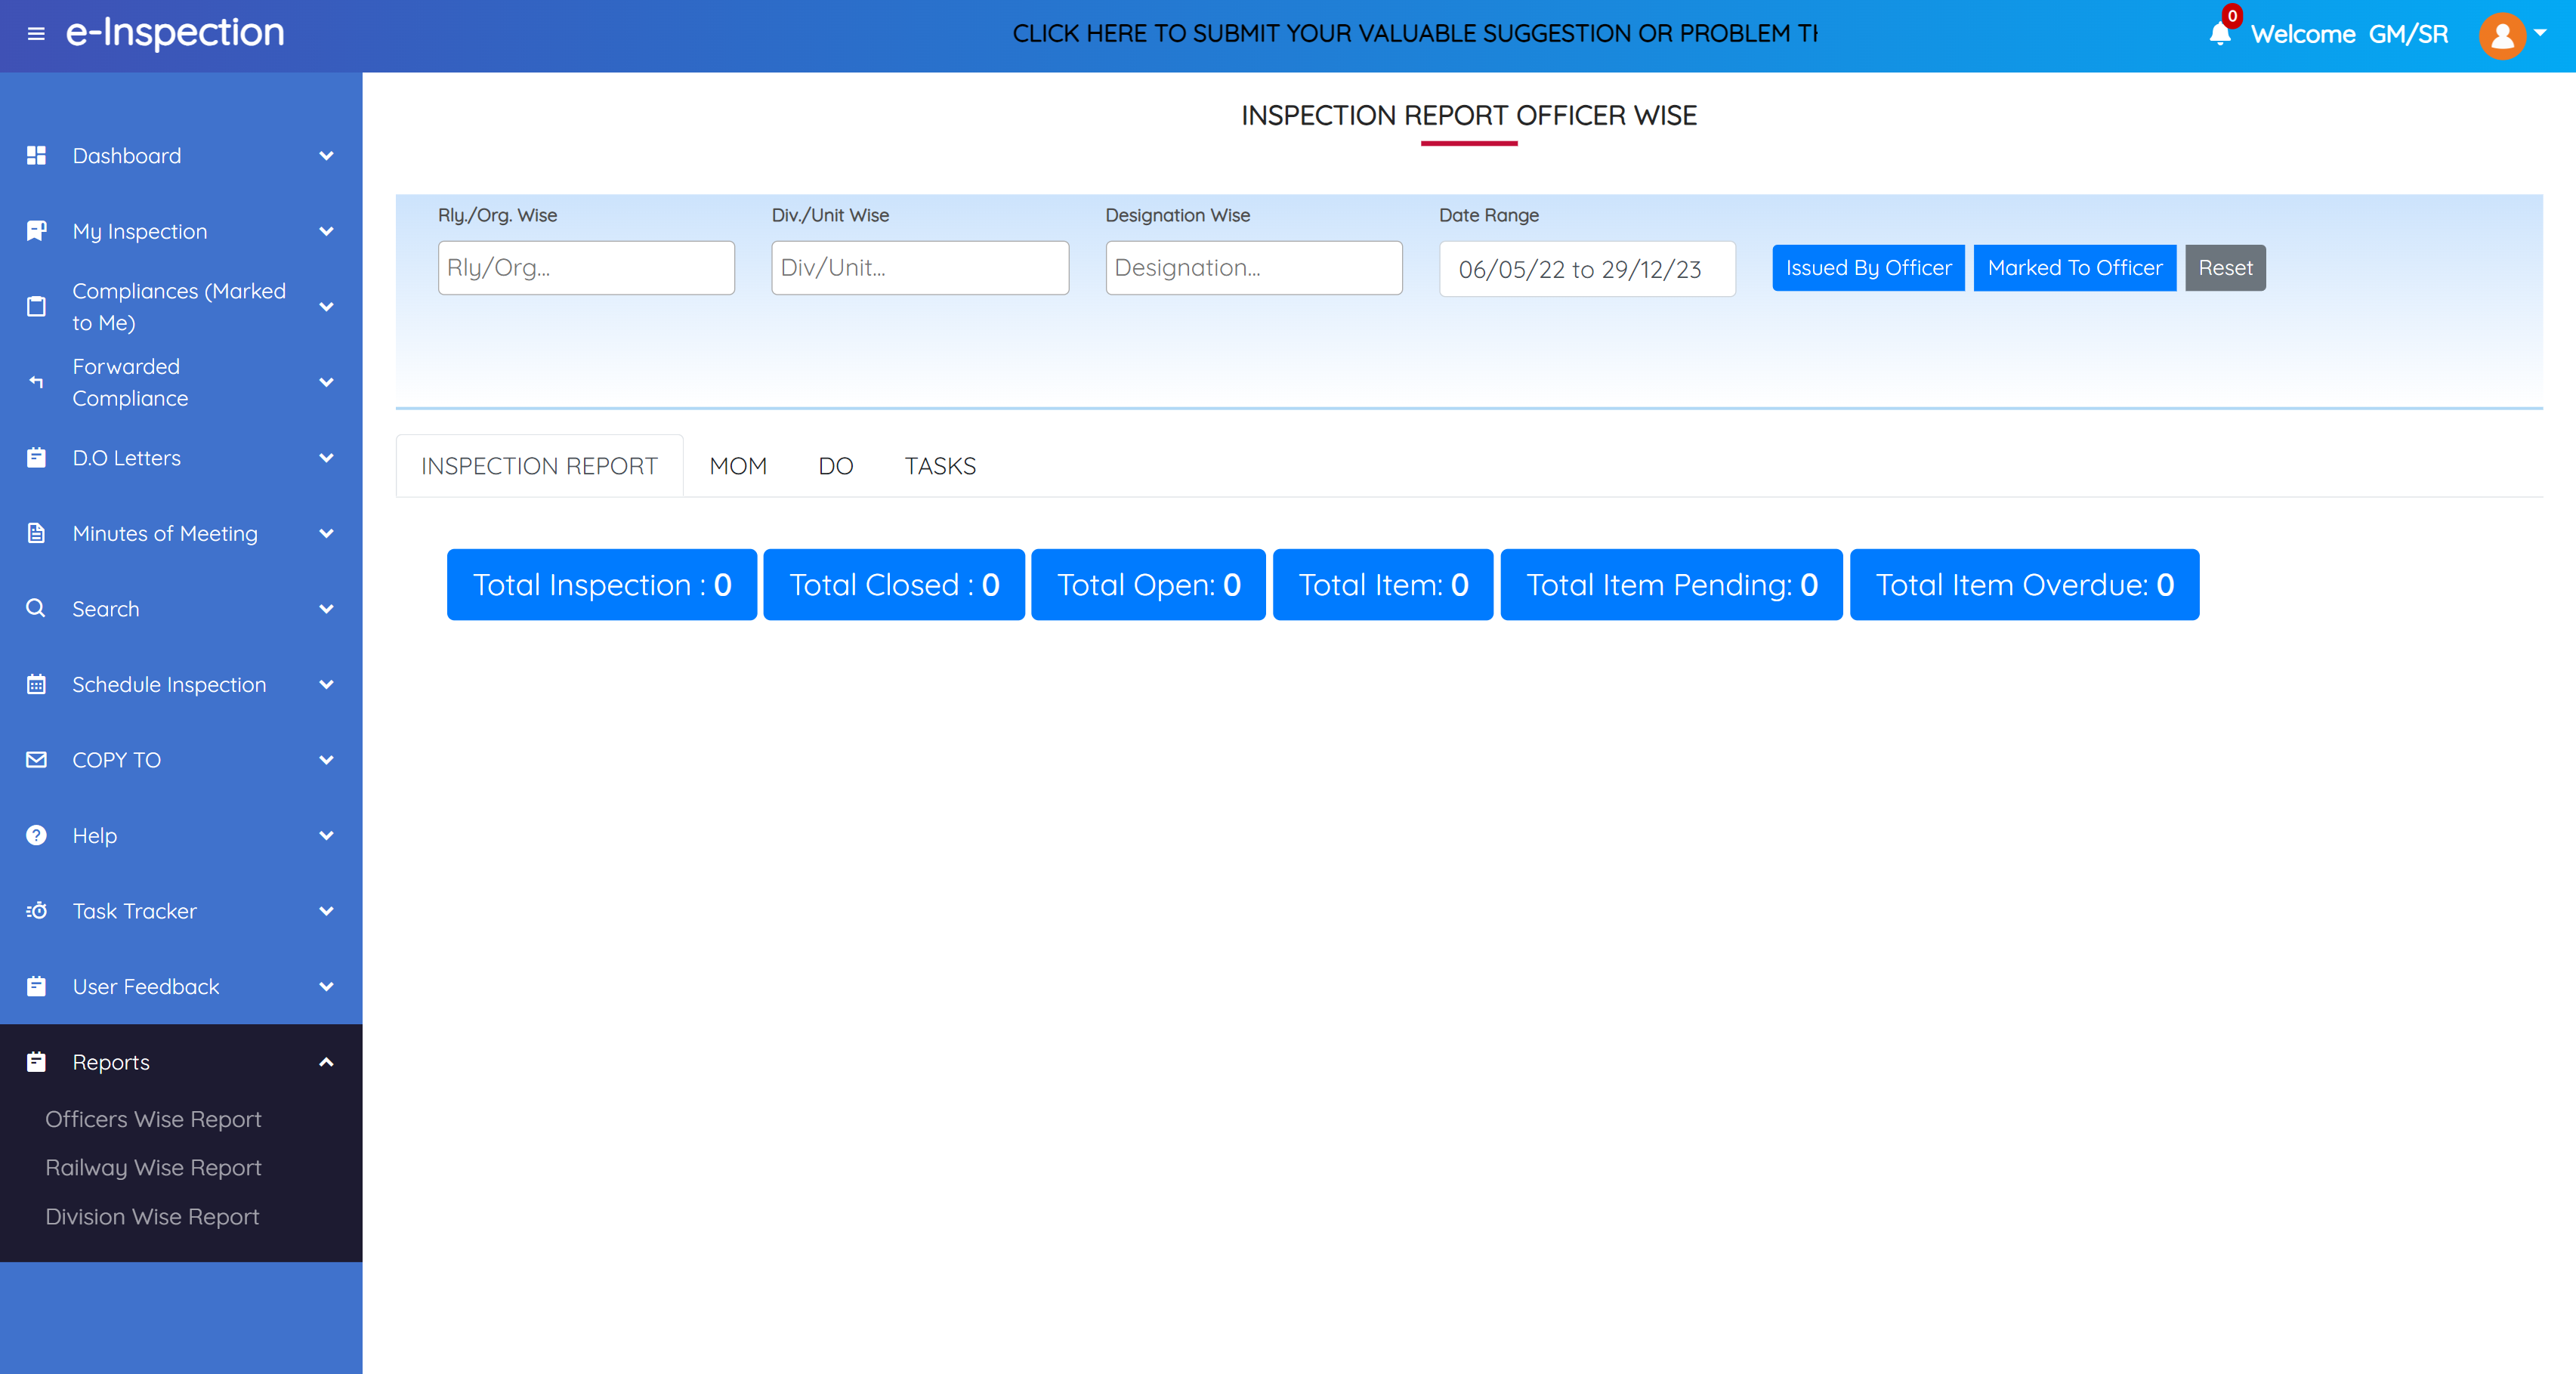 e-Inspection
CLICK HERE TO SUBMIT YOUR VALUABLE SUGGESTION OR PROBLEM
0
Welcome GM/SR
Dashboard
My Inspection
Compliances (Marked
to Me)
Forwarded
Compliance
D.O Letters
Minutes of Meeting
Search
Schedule Inspection
COPY TO
Help
Task Tracker
User Feedback
Reports
Officers Wise Report
Railway Wise Report
Division Wise Report
INSPECTION REPORT OFFICER WISE
Rly./Org. Wise
Div./Unit Wise
Designation Wise
Date Range
Rly/Org...
Div/Unit...
Designation...
06/05/22 to 29/12/23
Issued By Officer
Marked To Officer
Reset
INSPECTION REPORT
MOM
DO
TASKS
Total Inspection : 0
Total Closed : 0
Total Open: 0
Total Item: 0
Total Item Pending: 0
Total Item Overdue: 0